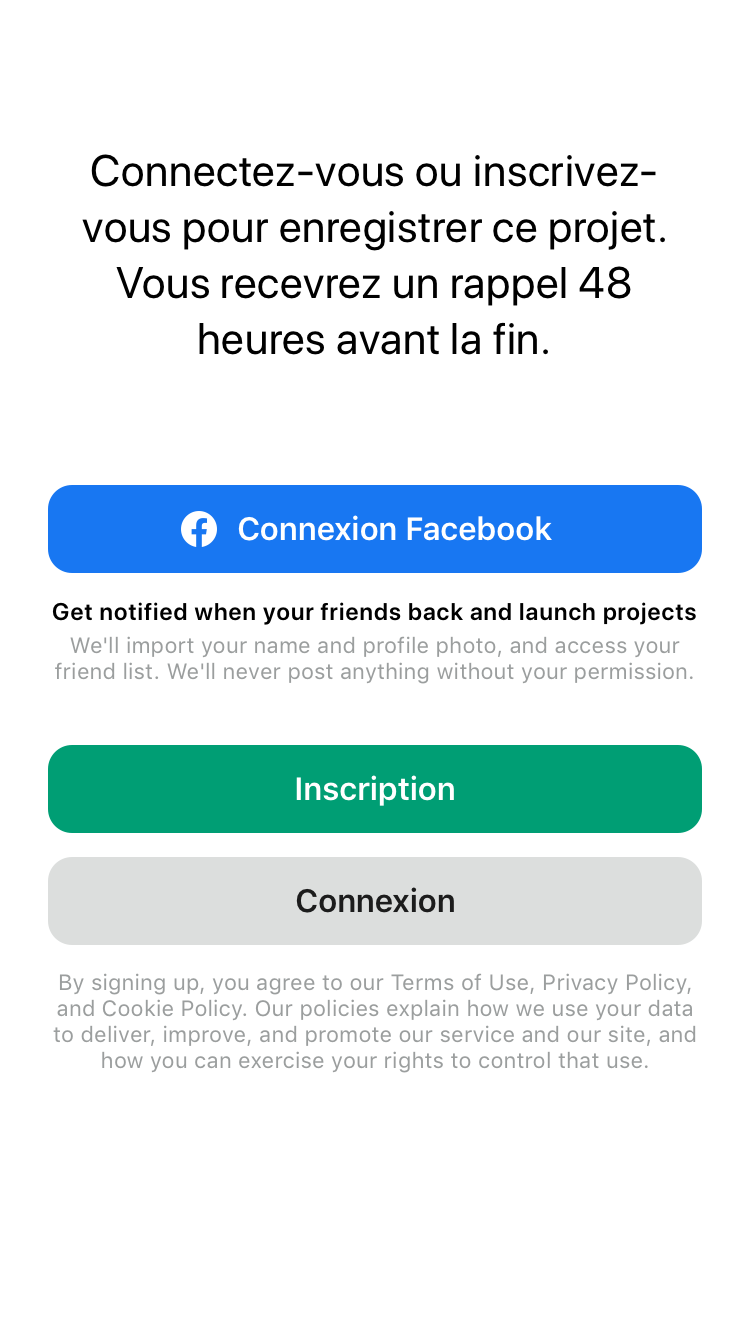 Connectez-vous ou inscrivez-
vous pour enregistrer ce projet.
Vous recevrez un rappel 48
heures avant la fin.
Connexion Facebook
Get notified when your friends back and launch projects
We'll import your name and profile photo, and access your
friend list. We'll never post anything without your permission.
Inscription
Connexion
By signing up, you agree to our Terms of Use, Privacy Policy,
and Cookie Policy. Our policies explain how we use your data
to deliver, improve, and promote our service and our site, and
how you can exercise your rights to control that use.